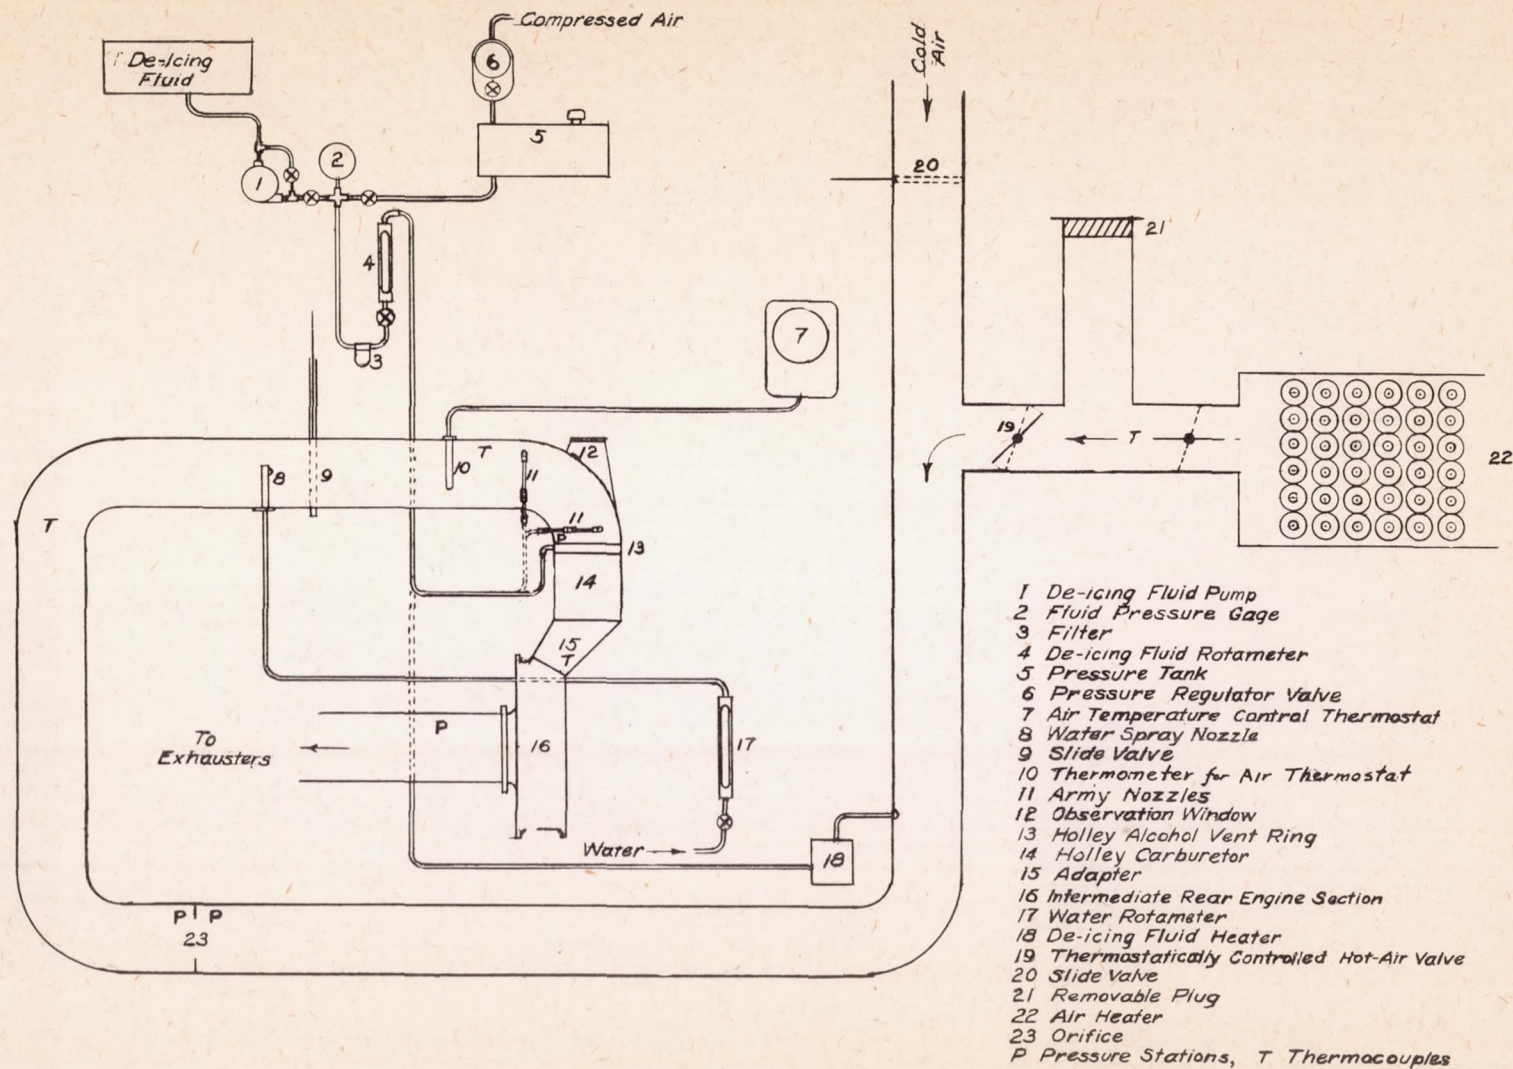 De-Icing
Fluid
Compressed Air
Cold
Air
6
5
2
1
20
21
4
3
7
19
T
22
12
T
10
8
9
11
11
P
13
T
14
15
T
16
P
To
Exhausters
17
Water
18
P P
23
1 De-icing Fluid Pump
2 Fluid Pressure Gage
3 Filter
4 De-icing Fluid Rotameter
5 Pressure Tank
6 Pressure Regulator Valve
7 Air Temperature Control Thermostat
8 Water Spray Nozzle
9 Slide Valve
10 Thermometer for Air Thermostat
11 Army Nozzles
12 Observation Window
13 Holley Alcohol Vent Ring
14 Holley Carburetor
15 Adapter
16 Intermediate Rear Engine Section
17 Water Rotameter
18 De-icing Fluid Heater
19 Thermostatically Controlled Hot-Air Valve
20 Slide Valve
21 Removable Plug
22 Air Heater
23 Orifice
P Pressure Stations, T Thermocouples